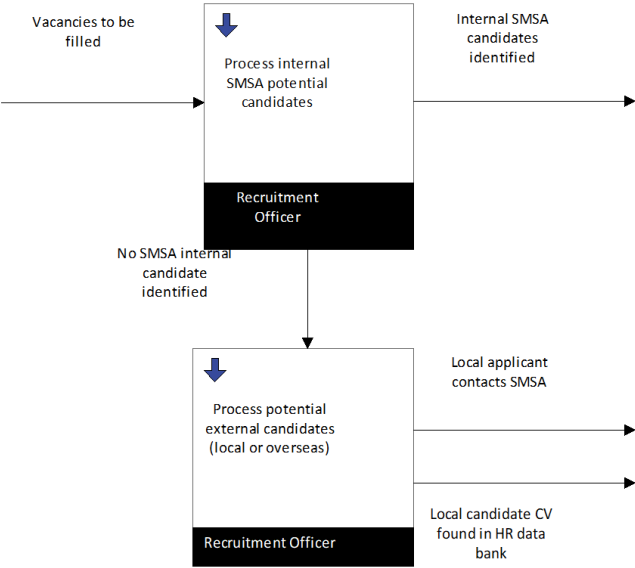 Vacancies to be
filled
Process internal
SMSA potential
candidates
Recruitment
Officer
Internal SMSA
candidates
identified
No SMSA internal
candidate
identified
Process potential
external candidates
(local or overseas)
Recruitment Officer
Local applicant
contacts SMSA
Local candidate CV
found in HR data
bank